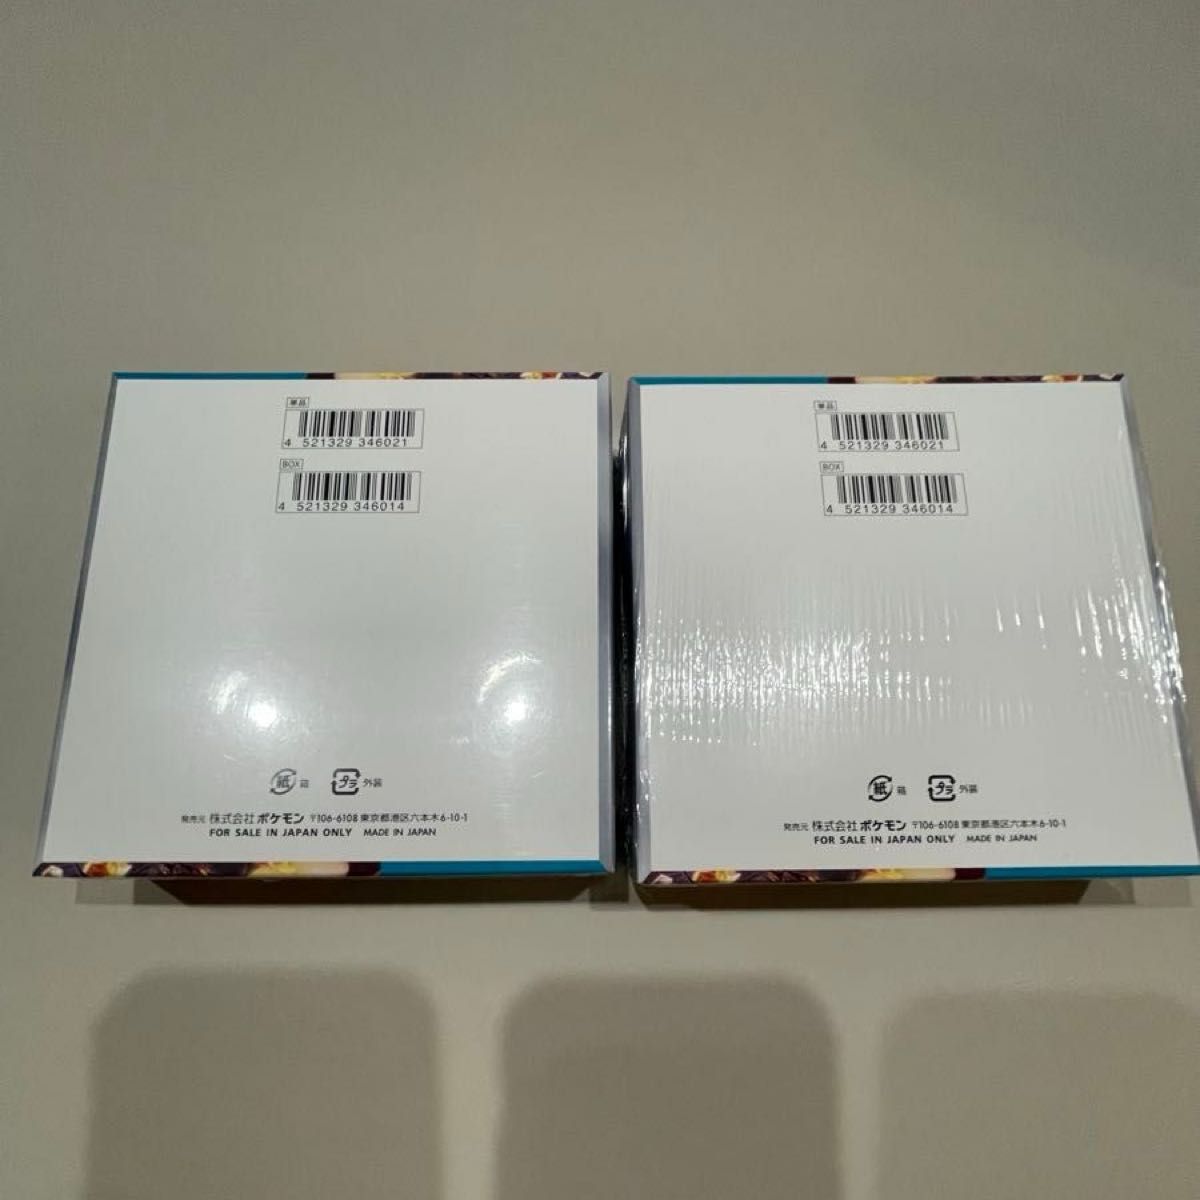 単品
4 521329 346021
BOX
4 521329 346014
紙 箱 プラ 外装
発売元 株式会社ポケモン 〒106-6108 東京都港区六本木6-10-1
FOR SALE IN JAPAN ONLY MADE IN JAPAN
単品
4 521329 346021
BOX
4 521329 346014
紙 箱 プラ 外装
発売元 株式会社ポケモン 〒106-6108 東京都港区六本木6-10-1
FOR SALE IN JAPAN ONLY MADE IN JAPAN